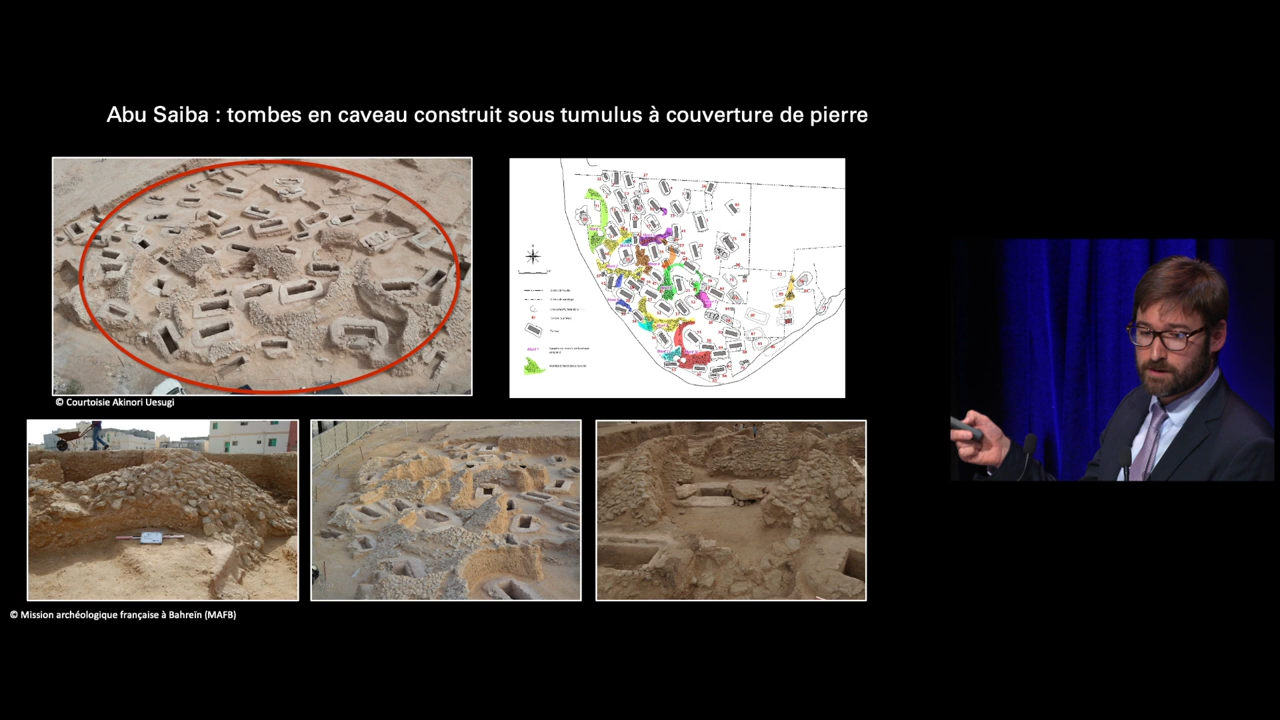 Abu Saiba : tombes en caveau construit sous tumulus à couverture de pierre
© Courtoisie Akinori Uesugi
© Mission archéologique française à Bahreïn (MAFB)